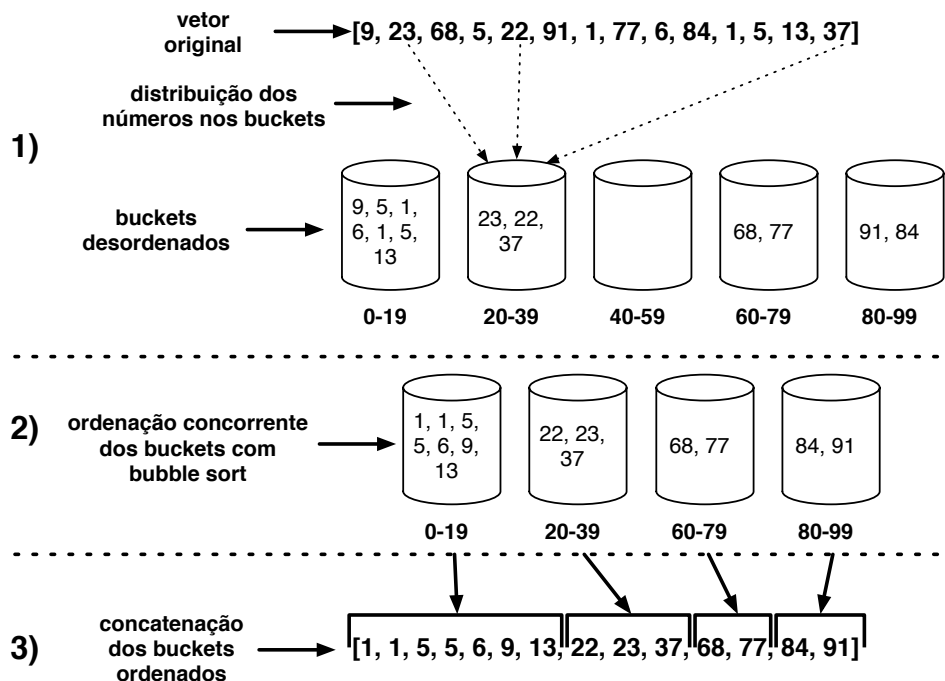 vetor
original
[9, 23, 68, 5, 22, 91, 1, 77, 6, 84, 1, 5, 13, 37]
distribuição dos
números nos buckets
1)
buckets
desordenados
9, 5, 1,
6, 1, 5,
13
23, 22,
37
68, 77
91, 84
0-19
20-39
40-59
60-79
80-99
2)
ordenação concorrente
dos buckets com
bubble sort
1, 1, 5,
5, 6, 9,
13
22, 23,
37
68, 77
84, 91
0-19
20-39
60-79
80-99
3)
concatenação
dos buckets
ordenados
[1, 1, 5, 5, 6, 9, 13, 22, 23, 37, 68, 77, 84, 91]